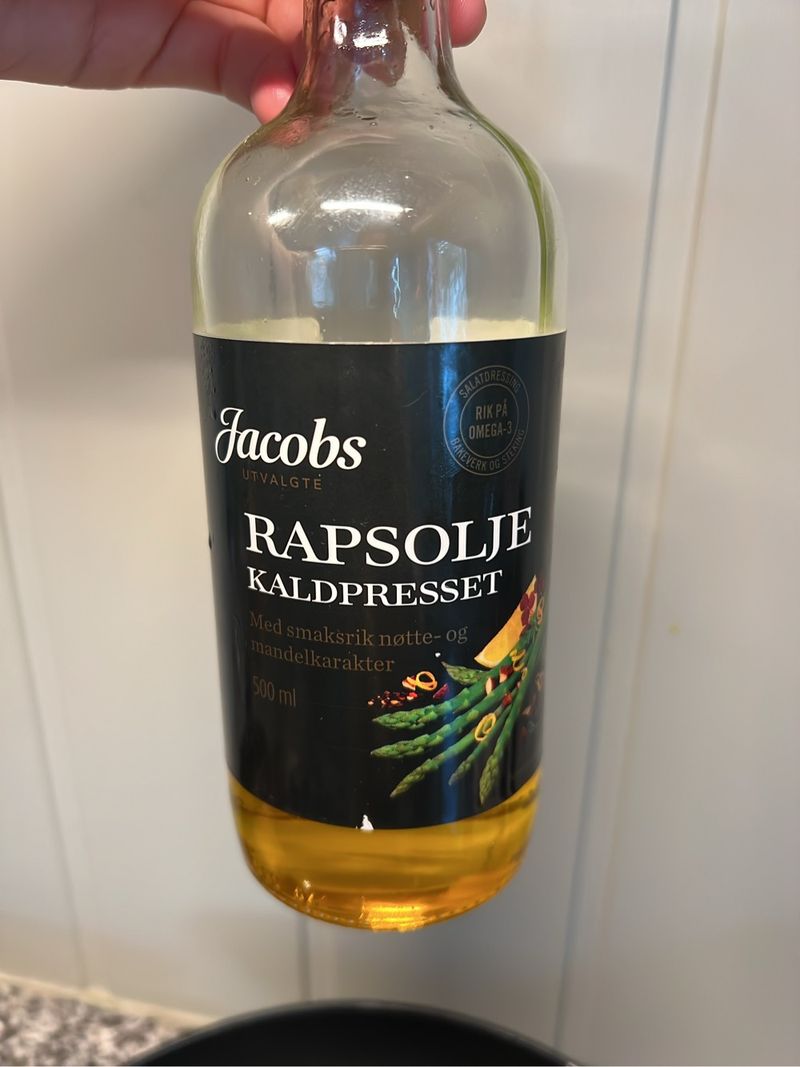 Jacobs
UTVALGTE
SALATDRESSING
RIK PÅ
OMEGA-3
BAKEVERK OG STEKING
RAPSOLJE
KALDPRESSET
Med smaksrik nøtte- og
mandelkarakter
500 ml